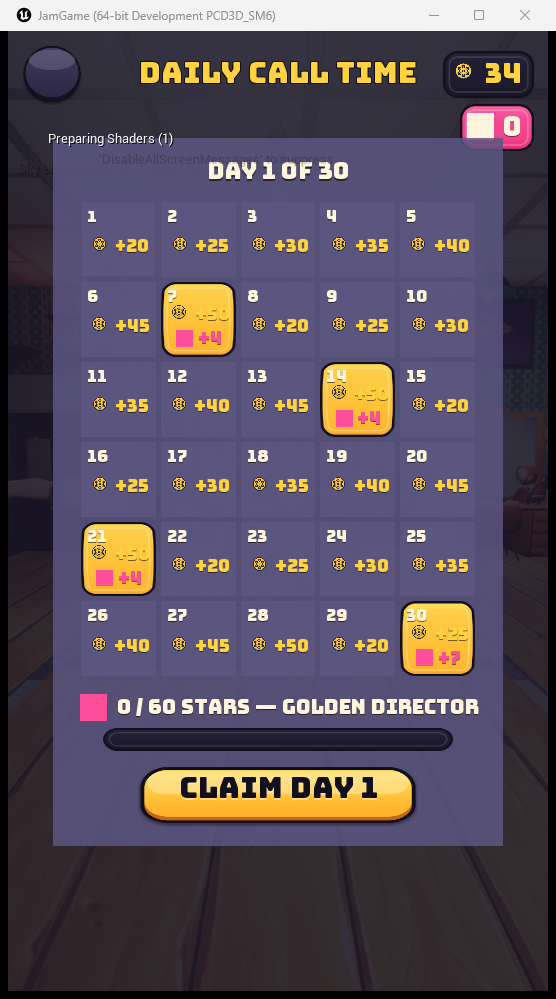 JamGame (64-bit Development PCD3D_SM6)
DAILY CALL TIME
34
0
Preparing Shaders (1)
'DisableAllScreenMessages' to suppress
DAY 1 OF 30
1 2 3 4 5
+20 +25 +30 +35 +40
6 7 8 9 10
+45 +50 +20 +25 +30
+4
11 12 13 14 15
+35 +40 +45 +50 +20
+4
16 17 18 19 20
+25 +30 +35 +40 +45
21 22 23 24 25
+50 +20 +25 +30 +35
+4
26 27 28 29 30
+40 +45 +50 +20 +25
+7
0 / 60 STARS — GOLDEN DIRECTOR
CLAIM DAY 1